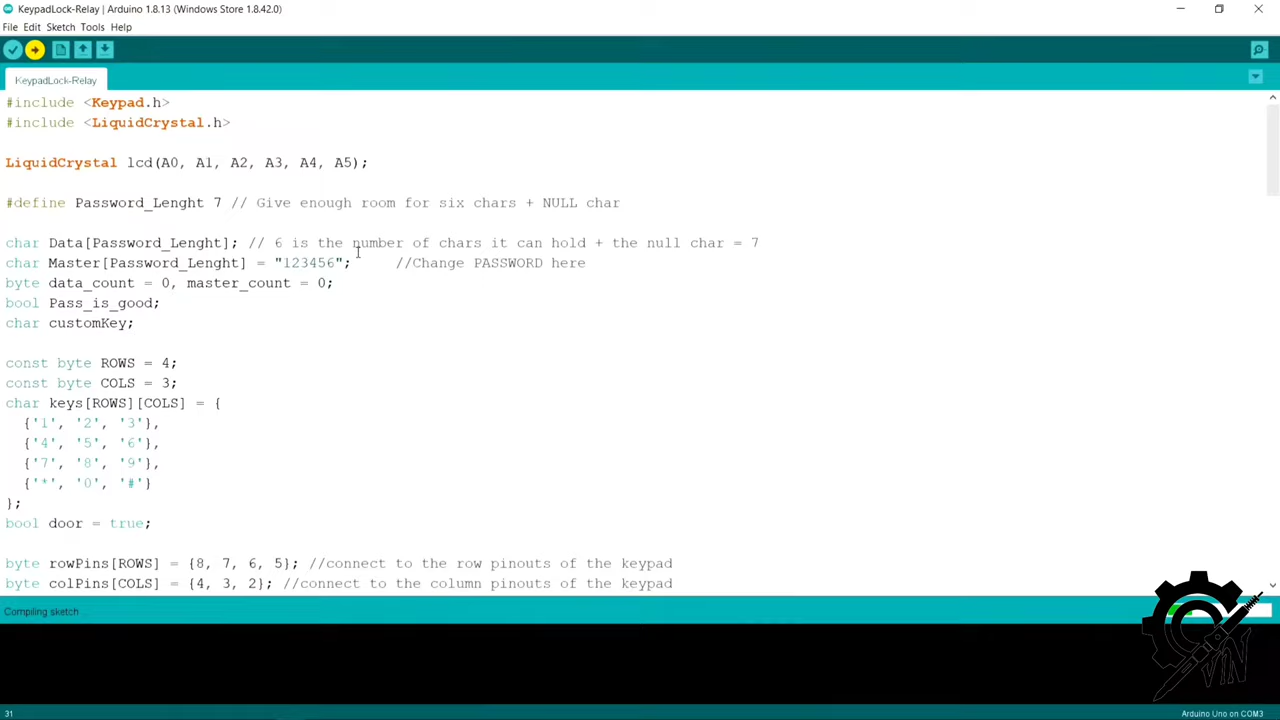 KeypadLock-Relay | Arduino 1.8.13 (Windows Store 1.8.42.0)
File Edit Sketch Tools Help
KeypadLock-Relay
#include <Keypad.h>
#include <LiquidCrystal.h>
LiquidCrystal lcd(A0, A1, A2, A3, A4, A5);
#define Password_Lenght 7 // Give enough room for six chars + NULL char
char Data[Password_Lenght]; // 6 is the number of chars it can hold + the null char = 7
char Master[Password_Lenght] = "123456";     //Change PASSWORD here
byte data_count = 0, master_count = 0;
bool Pass_is_good;
char customKey;
const byte ROWS = 4;
const byte COLS = 3;
char keys[ROWS][COLS] = {
  {'1', '2', '3'},
  {'4', '5', '6'},
  {'7', '8', '9'},
  {'*', '0', '#'}
};
bool door = true;
byte rowPins[ROWS] = {8, 7, 6, 5}; //connect to the row pinouts of the keypad
byte colPins[COLS] = {4, 3, 2}; //connect to the column pinouts of the keypad
Compiling sketch...
VIN
31
Arduino Uno on COM3